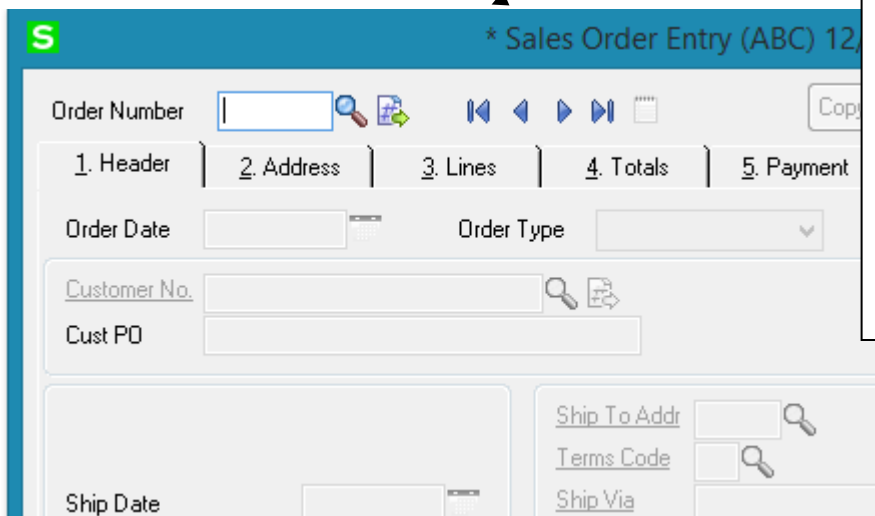 S * Sales Order Entry (ABC) 12/
Order Number Copy
1. Header 2. Address 3. Lines 4. Totals 5. Payment
Order Date Order Type
Customer No.
Cust PO
Ship To Addr
Terms Code
Ship Date Ship Via